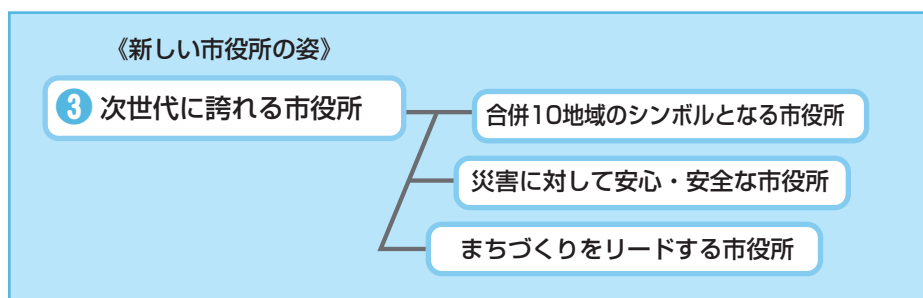 《新しい市役所の姿》
❸ 次世代に誇れる市役所
合併10地域のシンボルとなる市役所
災害に対して安心・安全な市役所
まちづくりをリードする市役所